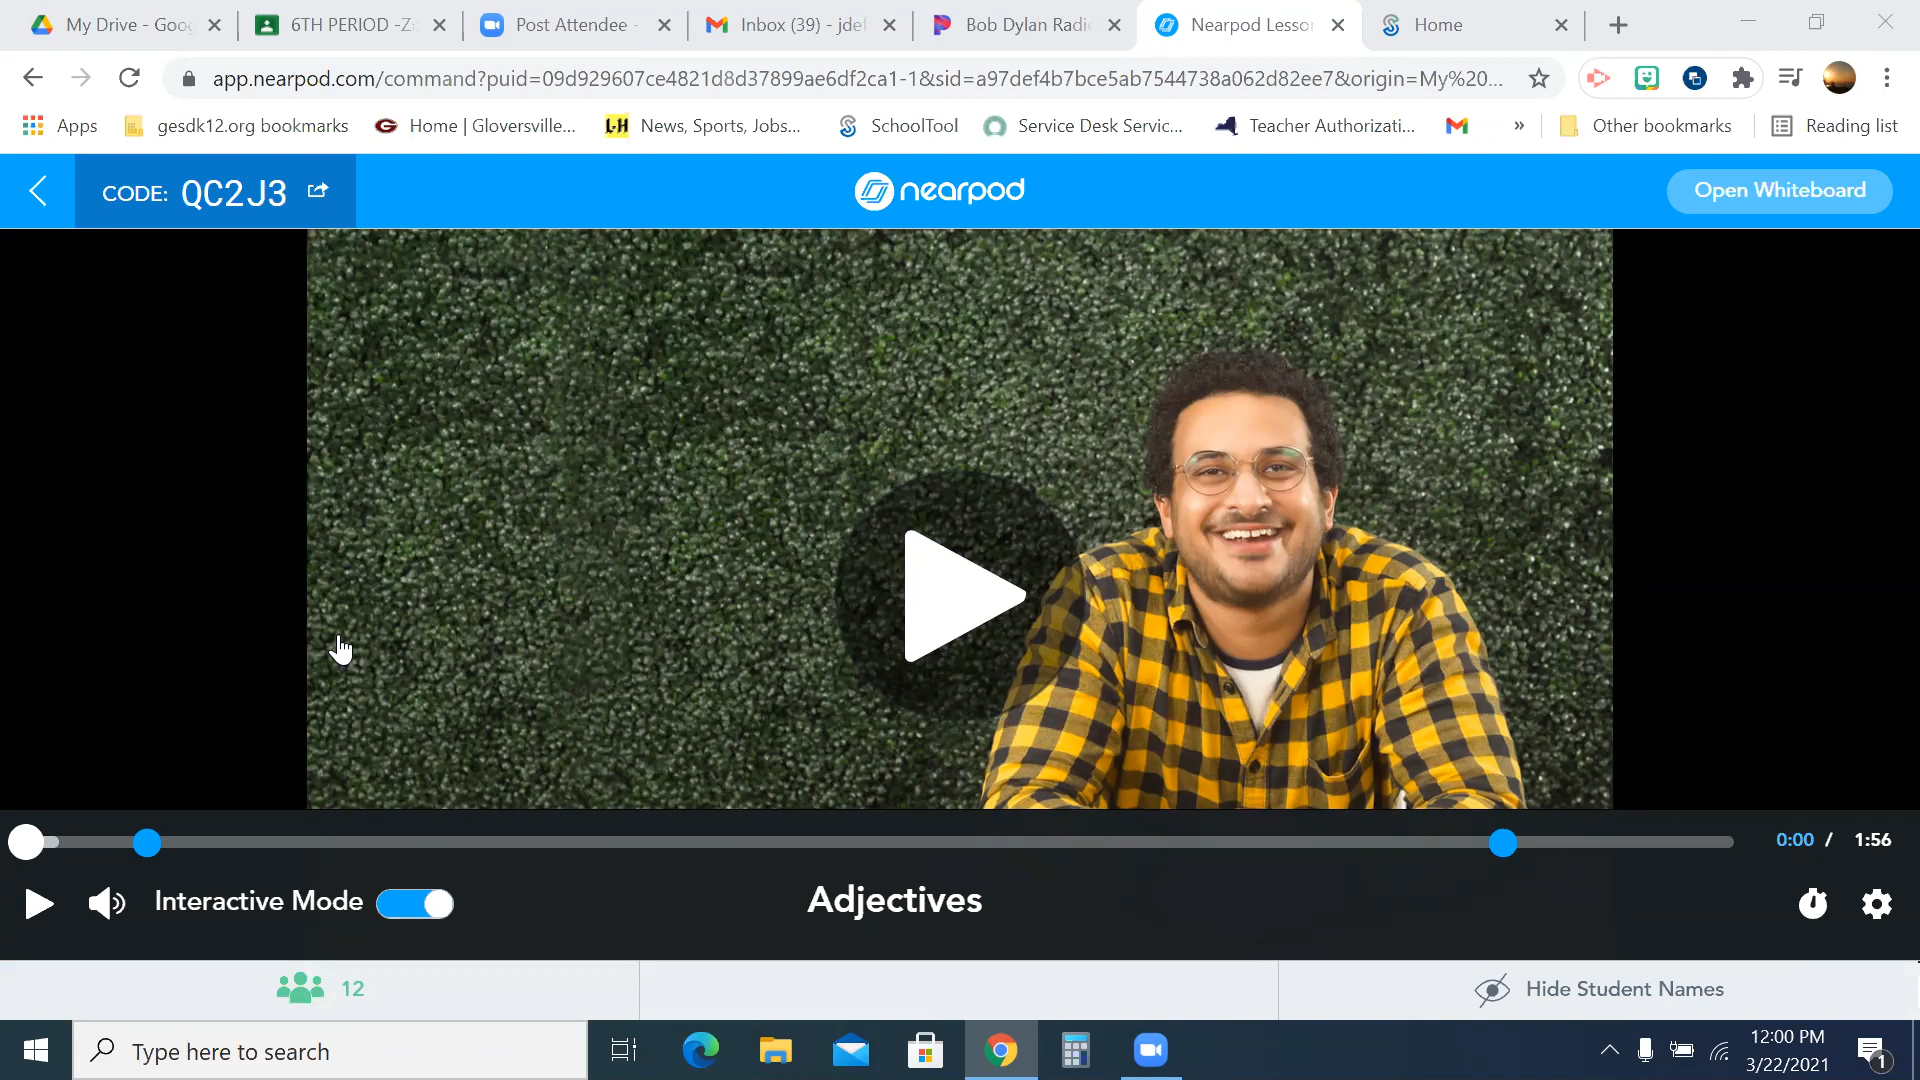 My Drive - Goo
6TH PERIOD -Z
Post Attendee -
Inbox (39) - jdef
Bob Dylan Radi
Nearpod Lesso
Home
app.nearpod.com/command?puid=09d929607ce4821d8d37899ae6df2ca1-1&sid=a97def4b7bce5ab7544738a062d82ee7&origin=My%20...
Apps
gesdk12.org bookmarks
Home | Gloversville...
LH
News, Sports, Jobs...
SchoolTool
Service Desk Servic...
Teacher Authorizati...
»
Other bookmarks
Reading list
CODE: QC2J3
nearpod
Open Whiteboard
0:00 / 1:56
Interactive Mode
Adjectives
12
Hide Student Names
Type here to search
12:00 PM
3/22/2021
1